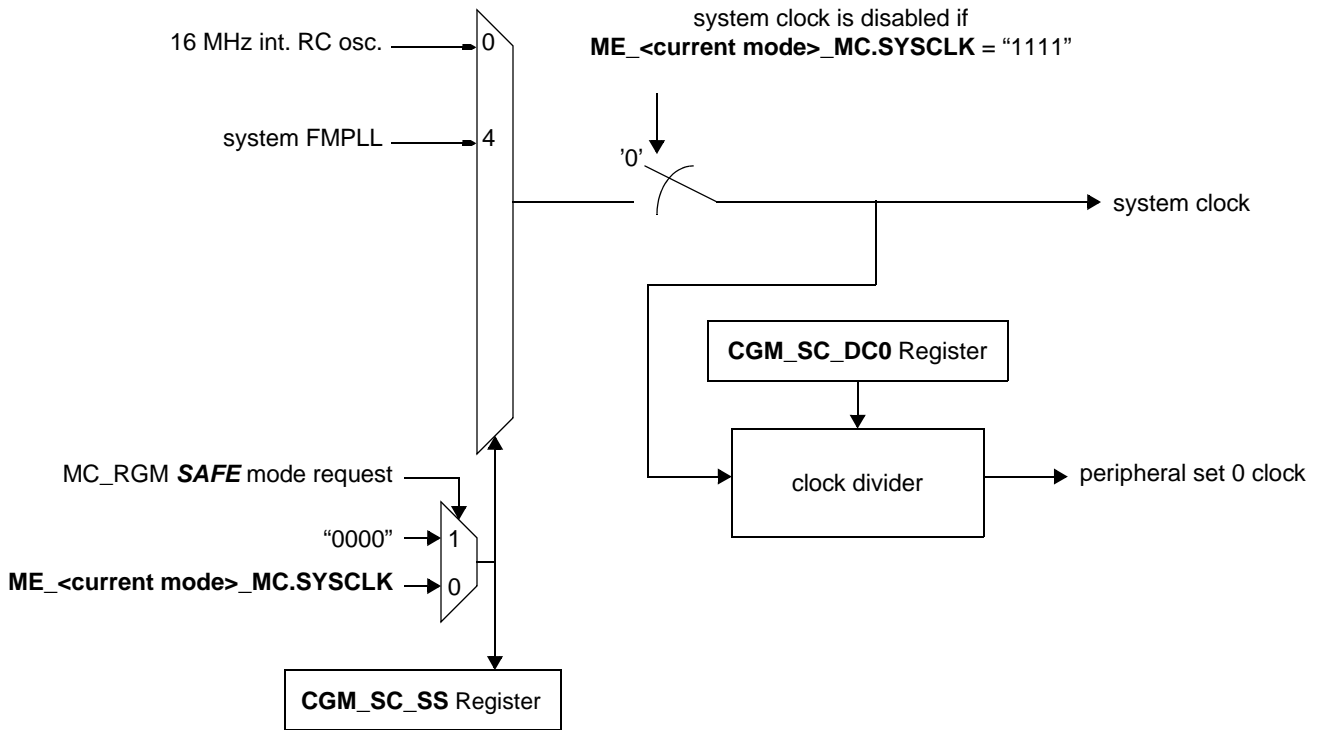 system clock is disabled if
ME_<current mode>_MC.SYSCLK = “1111”
16 MHz int. RC osc.
0
system FMPLL
4
’0’
system clock
CGM_SC_DC0 Register
clock divider
peripheral set 0 clock
MC_RGM SAFE mode request
“0000”
1
ME_<current mode>_MC.SYSCLK
0
CGM_SC_SS Register